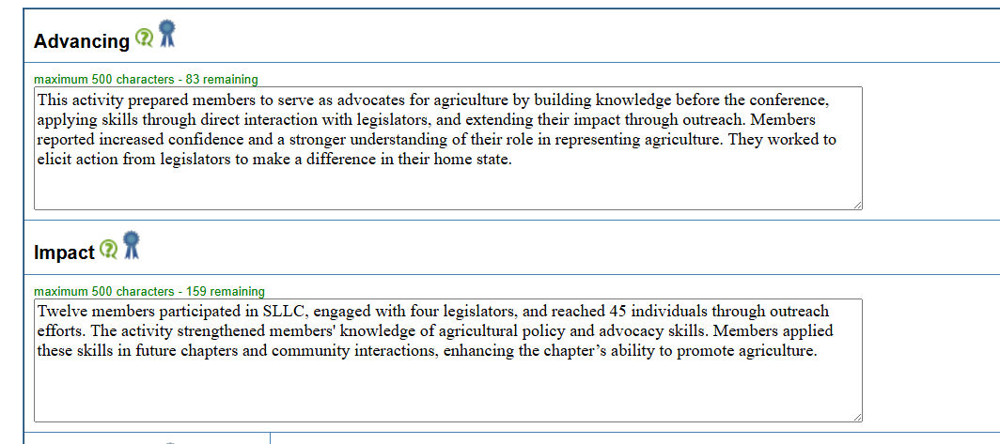 Advancing
maximum 500 characters - 83 remaining
This activity prepared members to serve as advocates for agriculture by building knowledge before the conference,
applying skills through direct interaction with legislators, and extending their impact through outreach. Members
reported increased confidence and a stronger understanding of their role in representing agriculture. They worked to
elicit action from legislators to make a difference in their home state.
Impact
maximum 500 characters - 159 remaining
Twelve members participated in SLLC, engaged with four legislators, and reached 45 individuals through outreach
efforts. The activity strengthened members' knowledge of agricultural policy and advocacy skills. Members applied
these skills in future chapters and community interactions, enhancing the chapter’s ability to promote agriculture.